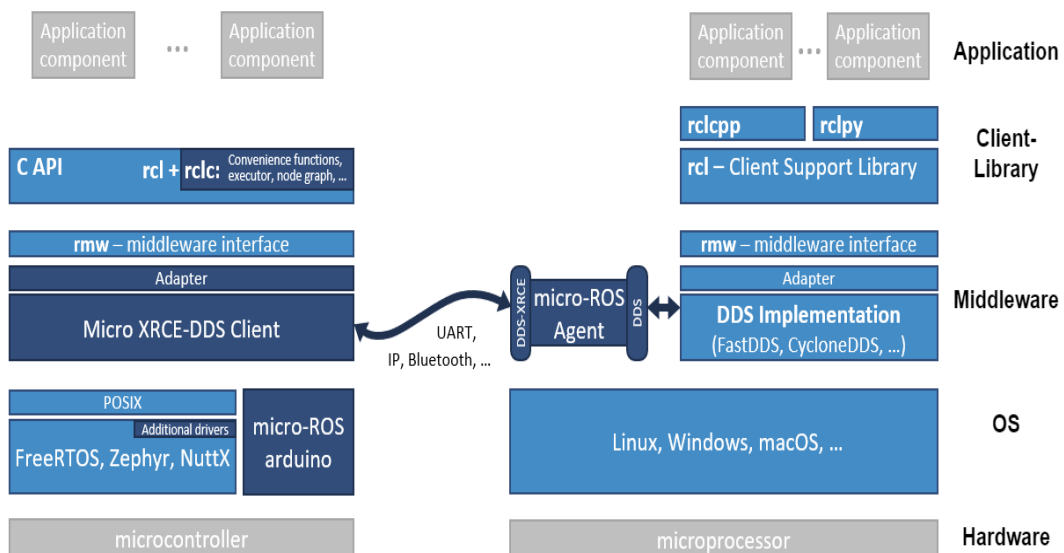 Application
component
...
Application
component
Application
component
...
Application
component
Application
C API
rcl + rclc:
Convenience functions,
executor, node graph, ...
rclcpp
rclpy
rcl – Client Support Library
Client-
Library
rmw – middleware interface
Adapter
Micro XRCE-DDS Client
UART,
IP, Bluetooth, ...
DDS-XRCE
micro-ROS
Agent
DDS
rmw – middleware interface
Adapter
DDS Implementation
(FastDDS, CycloneDDS, ...)
Middleware
POSIX
Additional drivers
FreeRTOS, Zephyr, NuttX
micro-ROS
arduino
Linux, Windows, macOS, ...
OS
microcontroller
microprocessor
Hardware